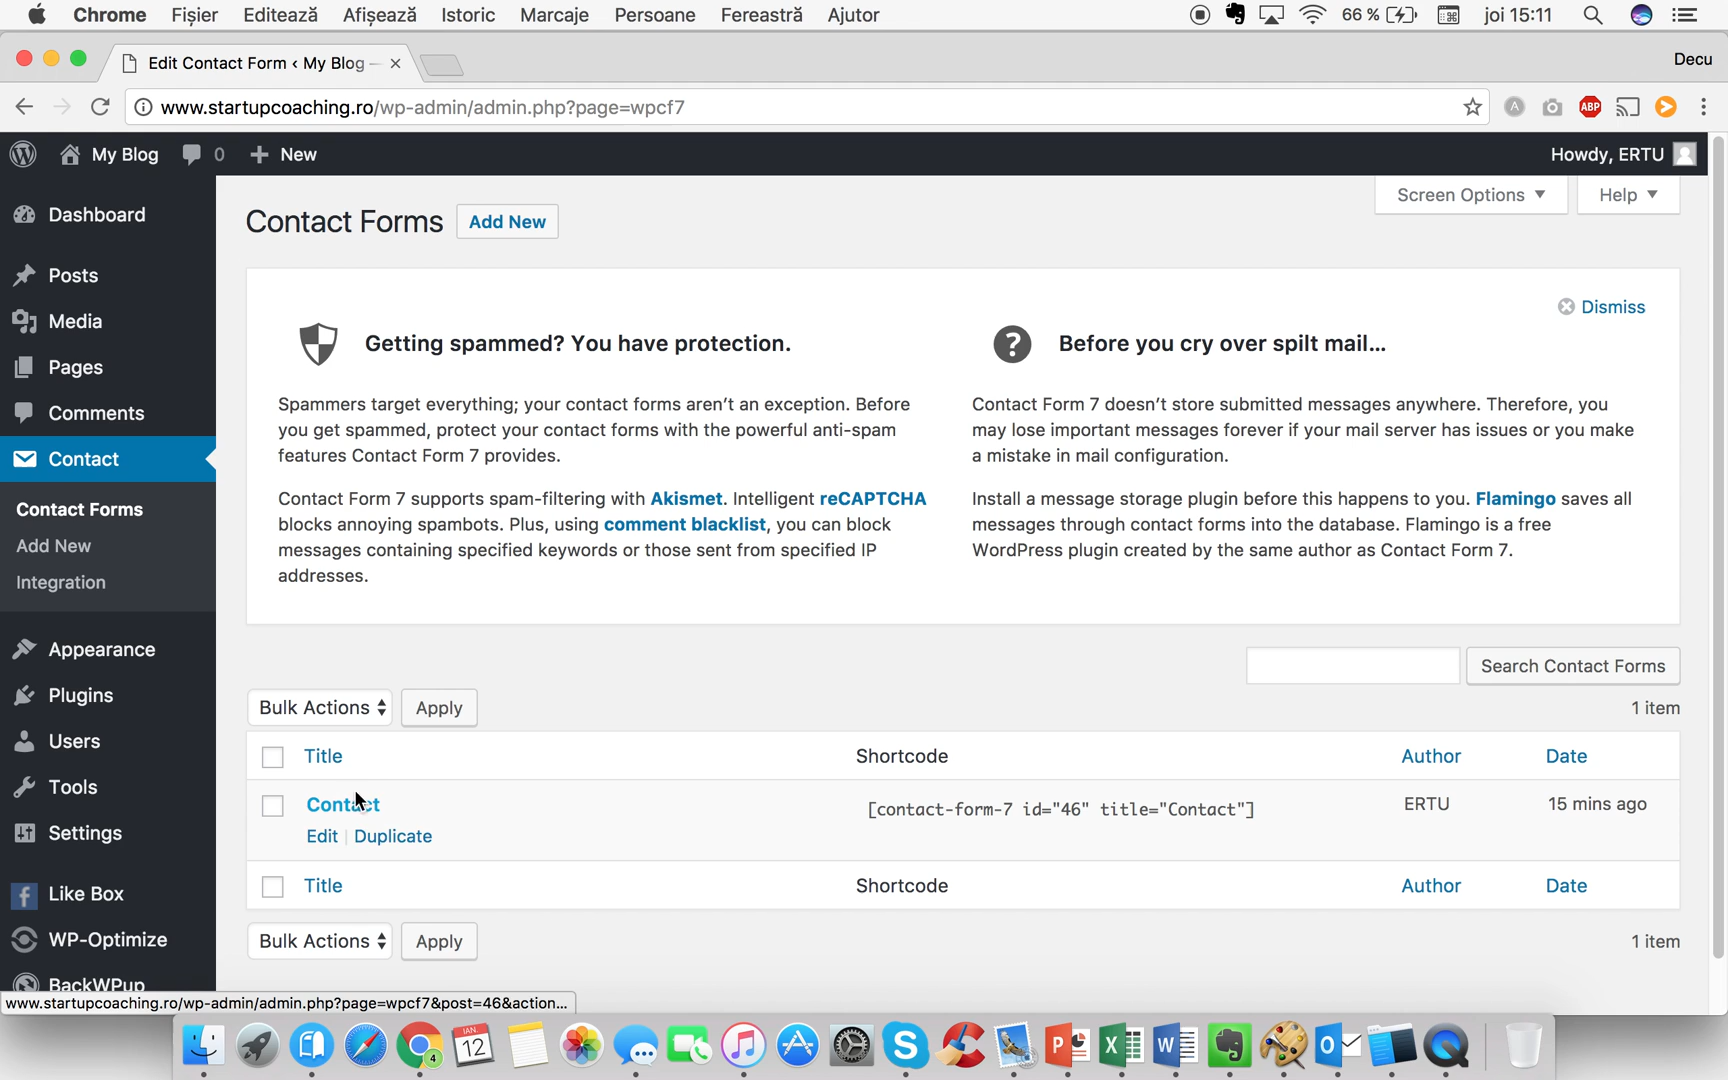 Chrome Fișier Editează Afișează Istoric Marcaje Persoane Fereastră Ajutor 66 % joi 15:11
Edit Contact Form ‹ My Blog — Decu
www.startupcoaching.ro/wp-admin/admin.php?page=wpcf7 A ABP
My Blog 0 New Howdy, ERTU
Screen Options Help
Dashboard
Posts
Media
Pages
Comments
Contact
Contact Forms
Add New
Integration
Appearance
Plugins
Users
Tools
Settings
Like Box
WP-Optimize
BackWPup
Contact Forms Add New
Dismiss
Getting spammed? You have protection.
Spammers target everything; your contact forms aren't an exception. Before
you get spammed, protect your contact forms with the powerful anti-spam
features Contact Form 7 provides.
Contact Form 7 supports spam-filtering with Akismet. Intelligent reCAPTCHA
blocks annoying spambots. Plus, using comment blacklist, you can block
messages containing specified keywords or those sent from specified IP
addresses.
Before you cry over spilt mail...
Contact Form 7 doesn't store submitted messages anywhere. Therefore, you
may lose important messages forever if your mail server has issues or you make
a mistake in mail configuration.
Install a message storage plugin before this happens to you. Flamingo saves all
messages through contact forms into the database. Flamingo is a free
WordPress plugin created by the same author as Contact Form 7.
Search Contact Forms
Bulk Actions Apply 1 item
Title Shortcode Author Date
Contact [contact-form-7 id="46" title="Contact"] ERTU 15 mins ago
Edit | Duplicate
Title Shortcode Author Date
Bulk Actions Apply 1 item
www.startupcoaching.ro/wp-admin/admin.php?page=wpcf7&post=46&action...
4
IAN.
12